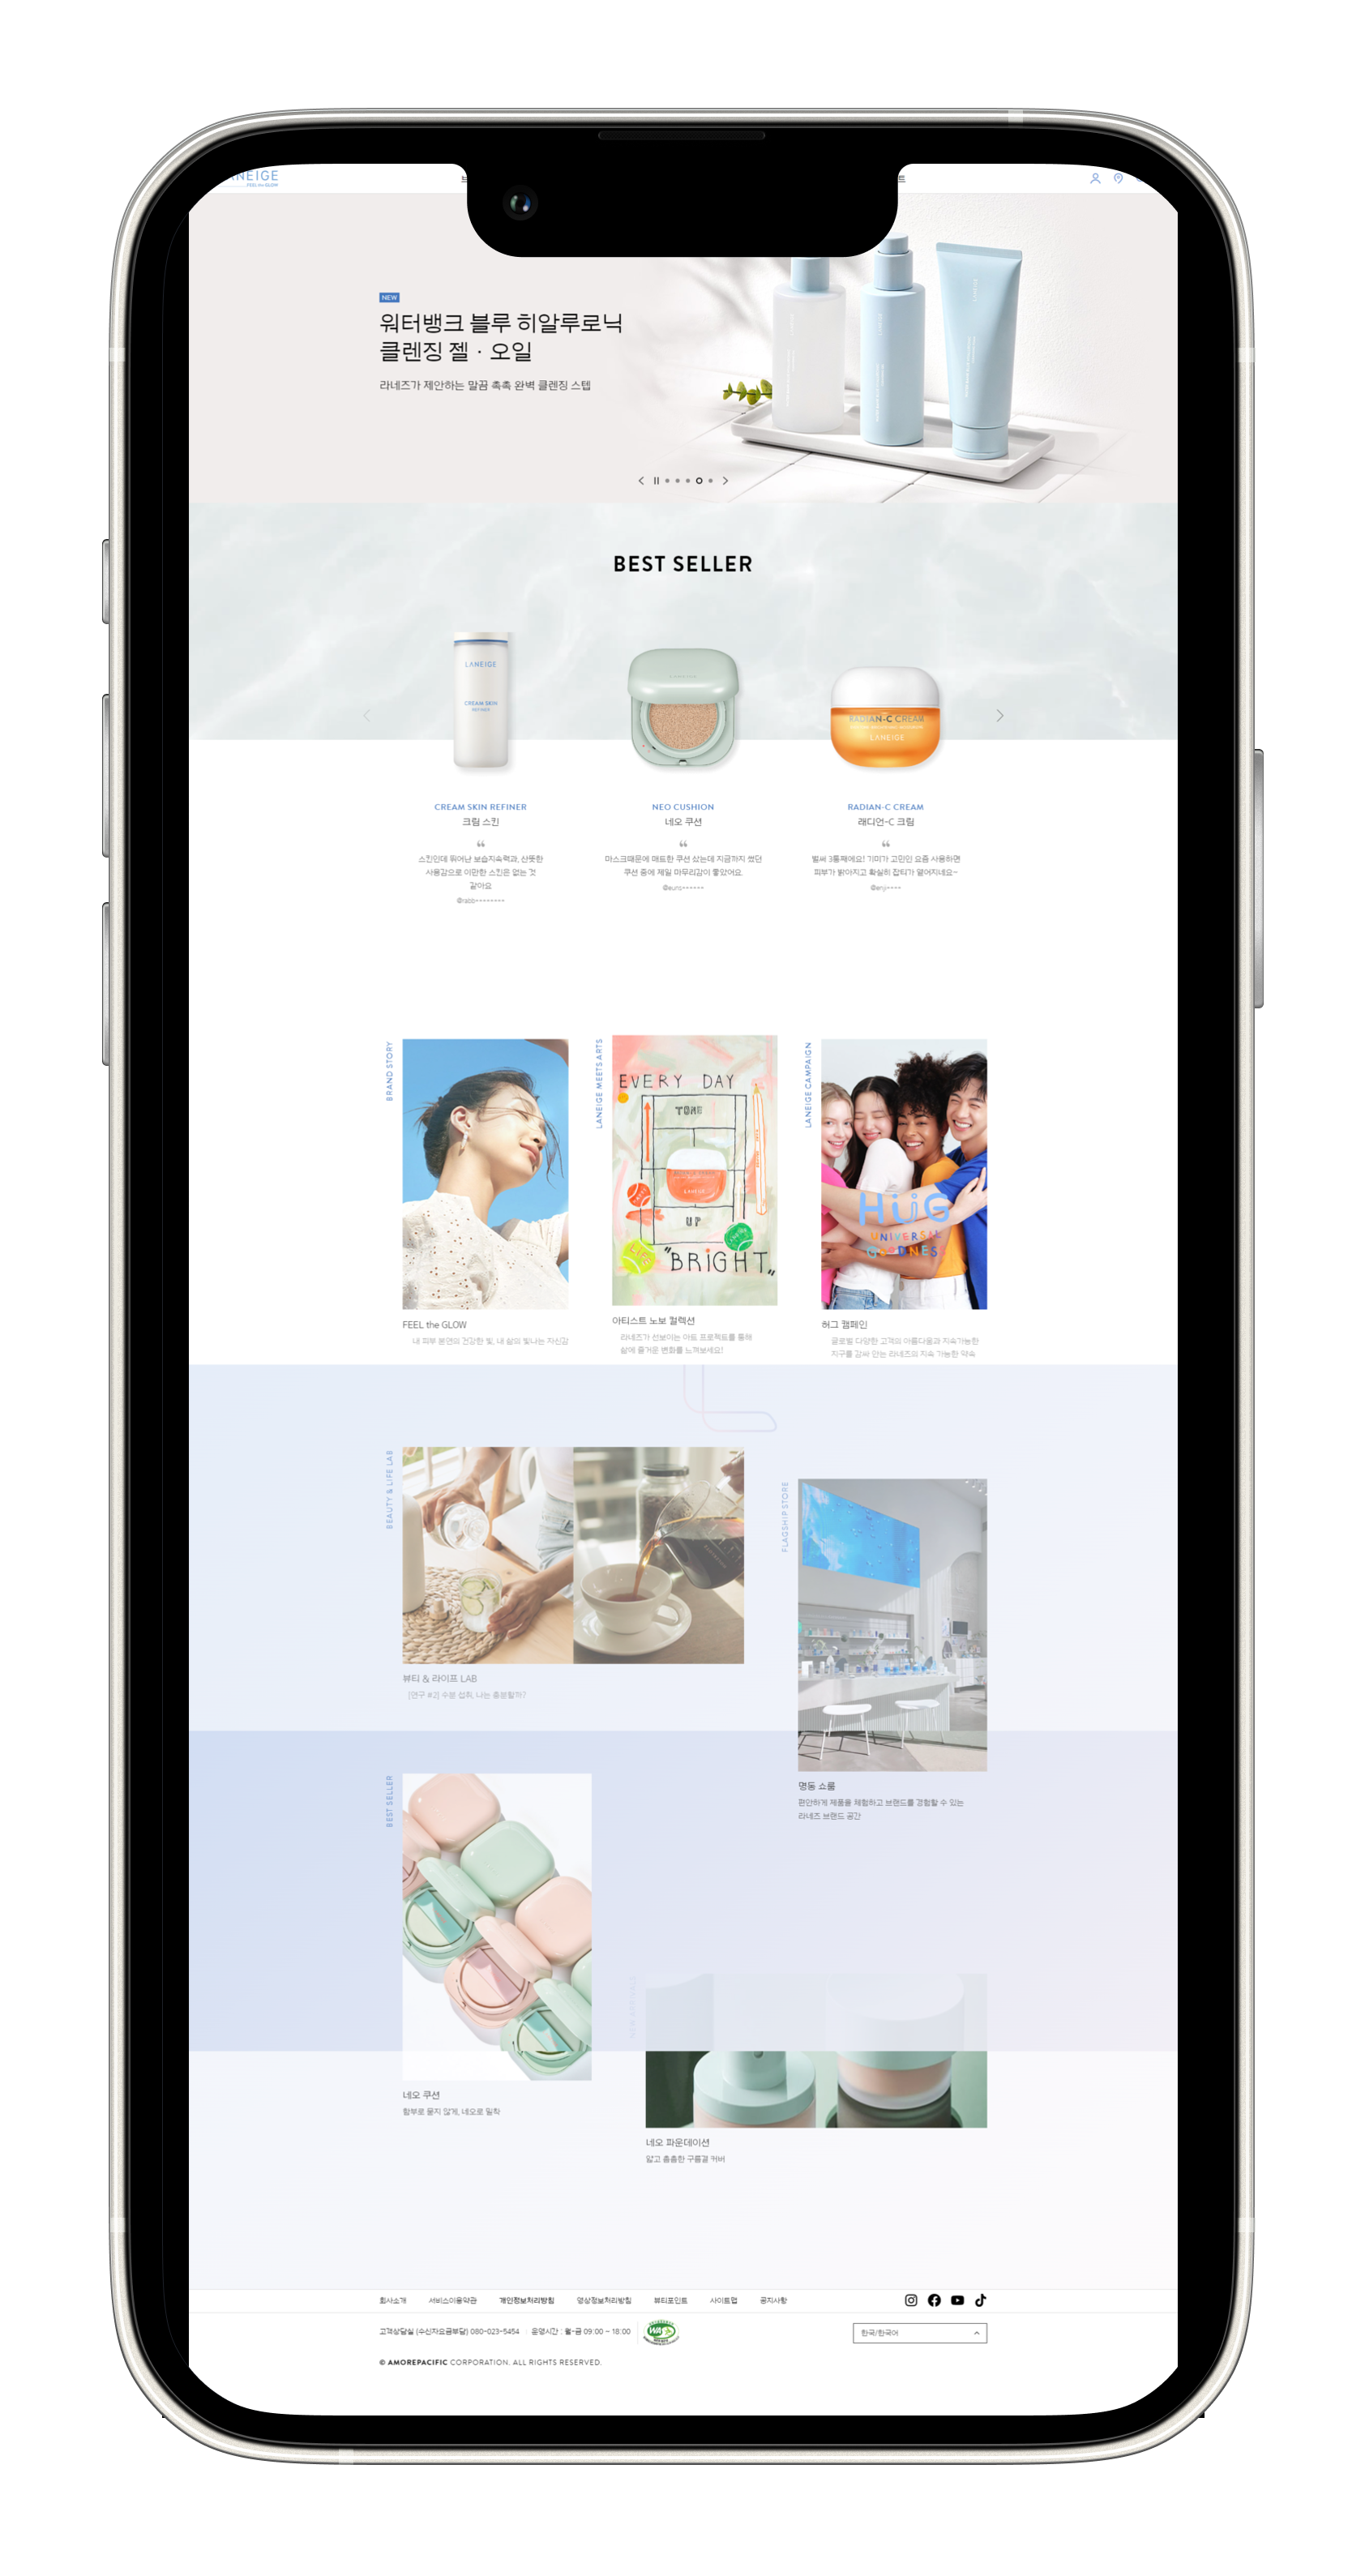 NEIGE
FEEL the GLOW
트
NEW
워터뱅크 블루 히알루로닉
클렌징 젤 · 오일
라네즈가 제안하는 말끔 촉촉 완벽 클렌징 스텝
BEST SELLER
LANEIGE
CREAM SKIN
REFINER
RADIAN-C CREAM
LANEIGE
CREAM SKIN REFINER
크림 스킨
스킨인데 뛰어난 보습지속력과, 산뜻한
사용감으로 이만한 스킨은 없는 것
같아요
@rabb********
NEO CUSHION
네오 쿠션
마스크때문에 매트한 쿠션 샀는데 지금까지 썼던
쿠션 중에 제일 마무리감이 좋았어요.
@euns******
RADIAN-C CREAM
래디언-C 크림
벌써 3통째에요! 기미가 고민인 요즘 사용하면
피부가 밝아지고 확실히 잡티가 옅어지네요~
@enji****
BRAND STORY
FEEL the GLOW
내 피부 본연의 건강한 빛, 내 삶의 빛나는 자신감
LANEIGE MEETS ARTS
EVERY DAY
TONE
LANEIGE
UP
"BRIGHT"
아티스트 노보 컬렉션
라네즈가 선보이는 아트 프로젝트를 통해
삶에 즐거운 변화를 느껴보세요!
LANEIGE CAMPAIGN
HUG
UNIVERSAL
GOODNESS
허그 캠페인
글로벌 다양한 고객의 아름다움과 지속가능한
지구를 감싸 안는 라네즈의 지속 가능한 약속
BEAUTY & LIFE LAB
뷰티 & 라이프 LAB
[연구 #2] 수분 섭취, 나는 충분할까?
FLAGSHIP STORE
명동 쇼룸
편안하게 제품을 체험하고 브랜드를 경험할 수 있는
라네즈 브랜드 공간
BEST SELLER
네오 쿠션
함부로 묻지 않게, 네오로 밀착
NEW ARRIVALS
네오 파운데이션
얇고 촘촘한 구름결 커버
회사소개 서비스이용약관 개인정보처리방침 영상정보처리방침 뷰티포인트 사이트맵 공지사항
고객상담실 (수신자요금부담) 080-023-5454 운영시간 : 월-금 09:00 ~ 18:00
WA
한국/한국어
© AMOREPACIFIC CORPORATION. ALL RIGHTS RESERVED.